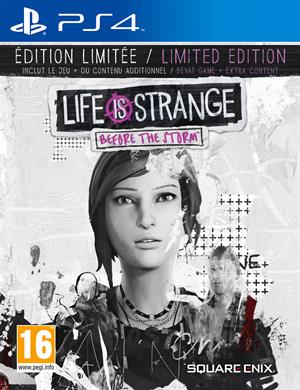 PS4
ÉDITION LIMITÉE / LIMITED EDITION
INCLUT LE JEU + DU CONTENU ADDITIONNEL / BEVAT GAME + EXTRA CONTENT
LIFE IS STRANGE
BEFORE THE STORM
16
www.pegi.info
SQUARE ENIX